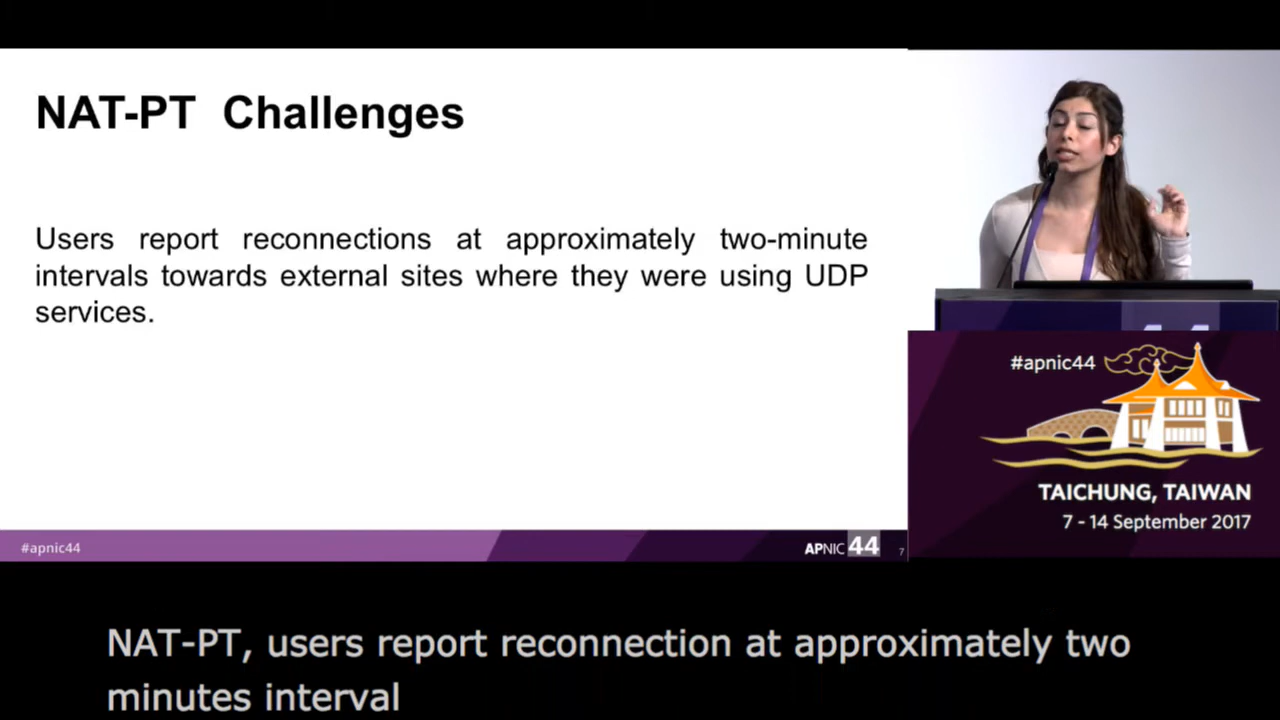 NAT-PT Challenges
Users report reconnections at approximately two-minute
intervals towards external sites where they were using UDP
services.
#apnic44
APNIC 44
7
#apnic44
TAICHUNG, TAIWAN
7 - 14 September 2017
NAT-PT, users report reconnection at approximately two
minutes interval